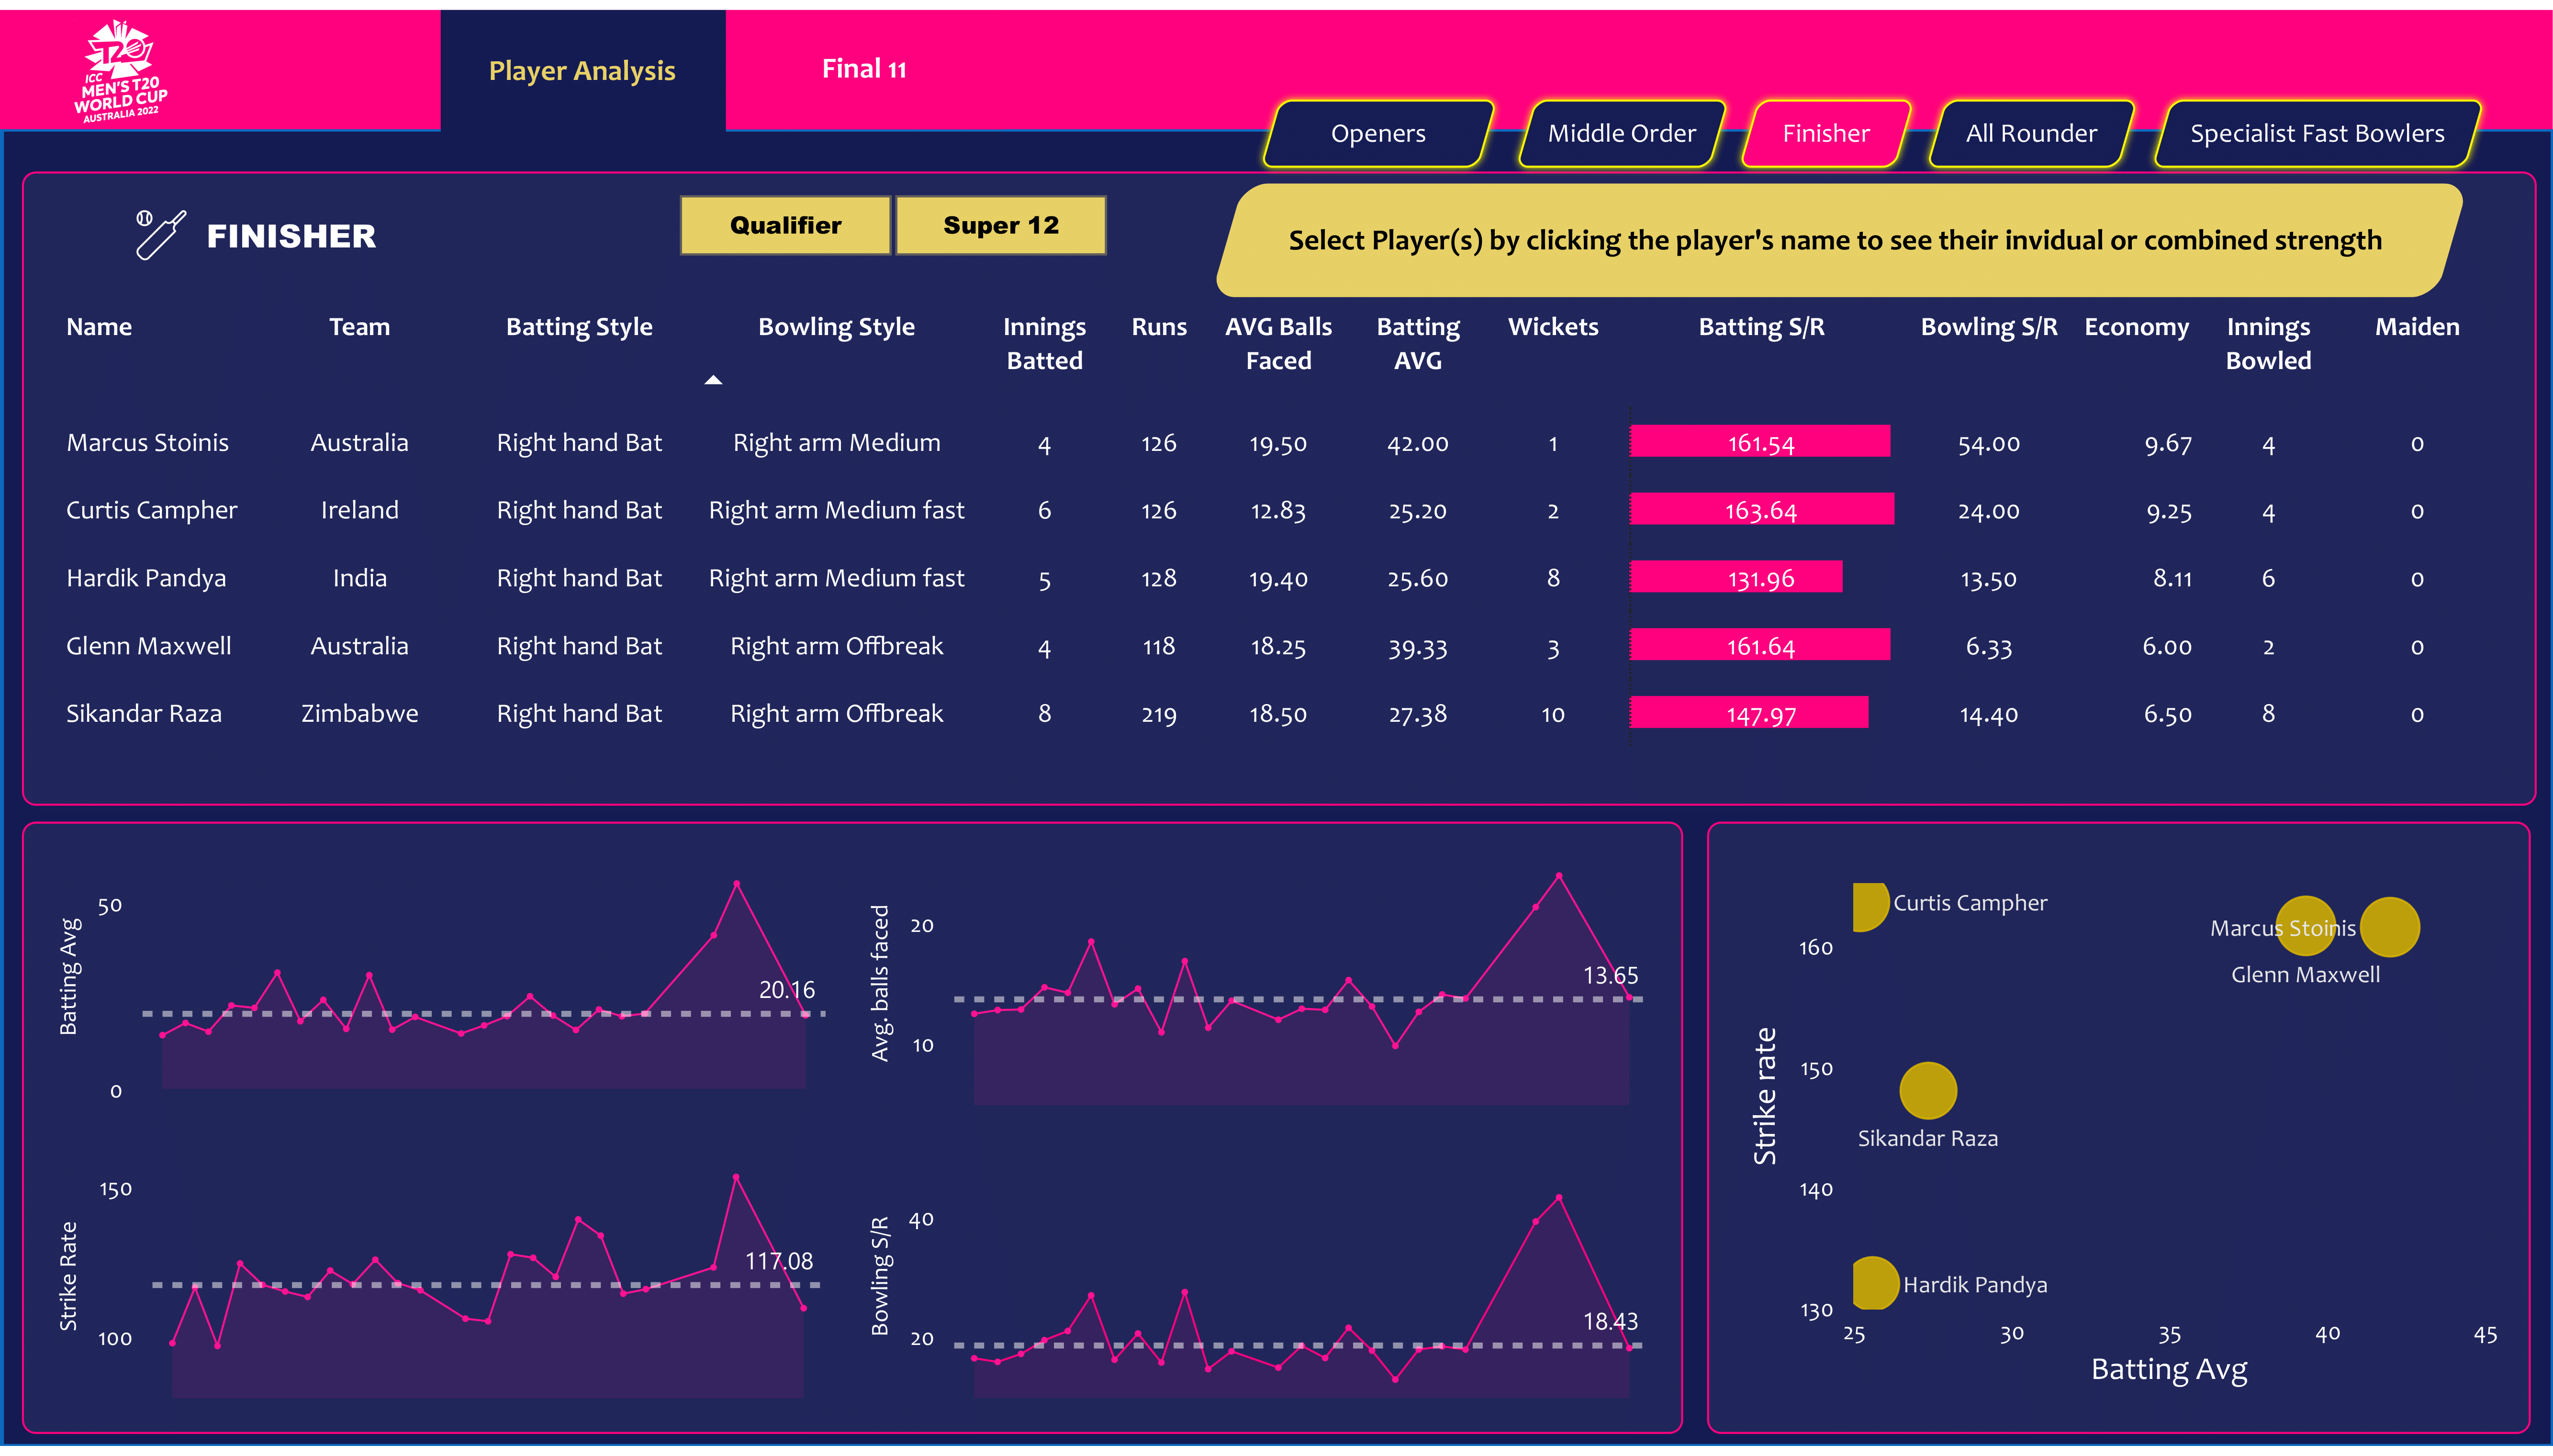 T20
ICC
MEN'S T20
WORLD CUP
AUSTRALIA 2022
Player Analysis
Final 11
Openers
Middle Order
Finisher
All Rounder
Specialist Fast Bowlers
FINISHER
Qualifier
Super 12
Select Player(s) by clicking the player's name to see their invidual or combined strength
Name Team Batting Style Bowling Style Innings Batted Runs AVG Balls Faced Batting AVG Wickets Batting S/R Bowling S/R Economy Innings Bowled Maiden
Marcus Stoinis Australia Right hand Bat Right arm Medium 4 126 19.50 42.00 1 161.54 54.00 9.67 4 0
Curtis Campher Ireland Right hand Bat Right arm Medium fast 6 126 12.83 25.20 2 163.64 24.00 9.25 4 0
Hardik Pandya India Right hand Bat Right arm Medium fast 5 128 19.40 25.60 8 131.96 13.50 8.11 6 0
Glenn Maxwell Australia Right hand Bat Right arm Offbreak 4 118 18.25 39.33 3 161.64 6.33 6.00 2 0
Sikandar Raza Zimbabwe Right hand Bat Right arm Offbreak 8 219 18.50 27.38 10 147.97 14.40 6.50 8 0
Batting Avg
50
0
20.16
Avg. balls faced
20
10
13.65
Strike Rate
150
100
117.08
Bowling S/R
40
20
18.43
Strike rate
160
150
140
130
Curtis Campher
Marcus Stoinis
Glenn Maxwell
Sikandar Raza
Hardik Pandya
25 30 35 40 45
Batting Avg